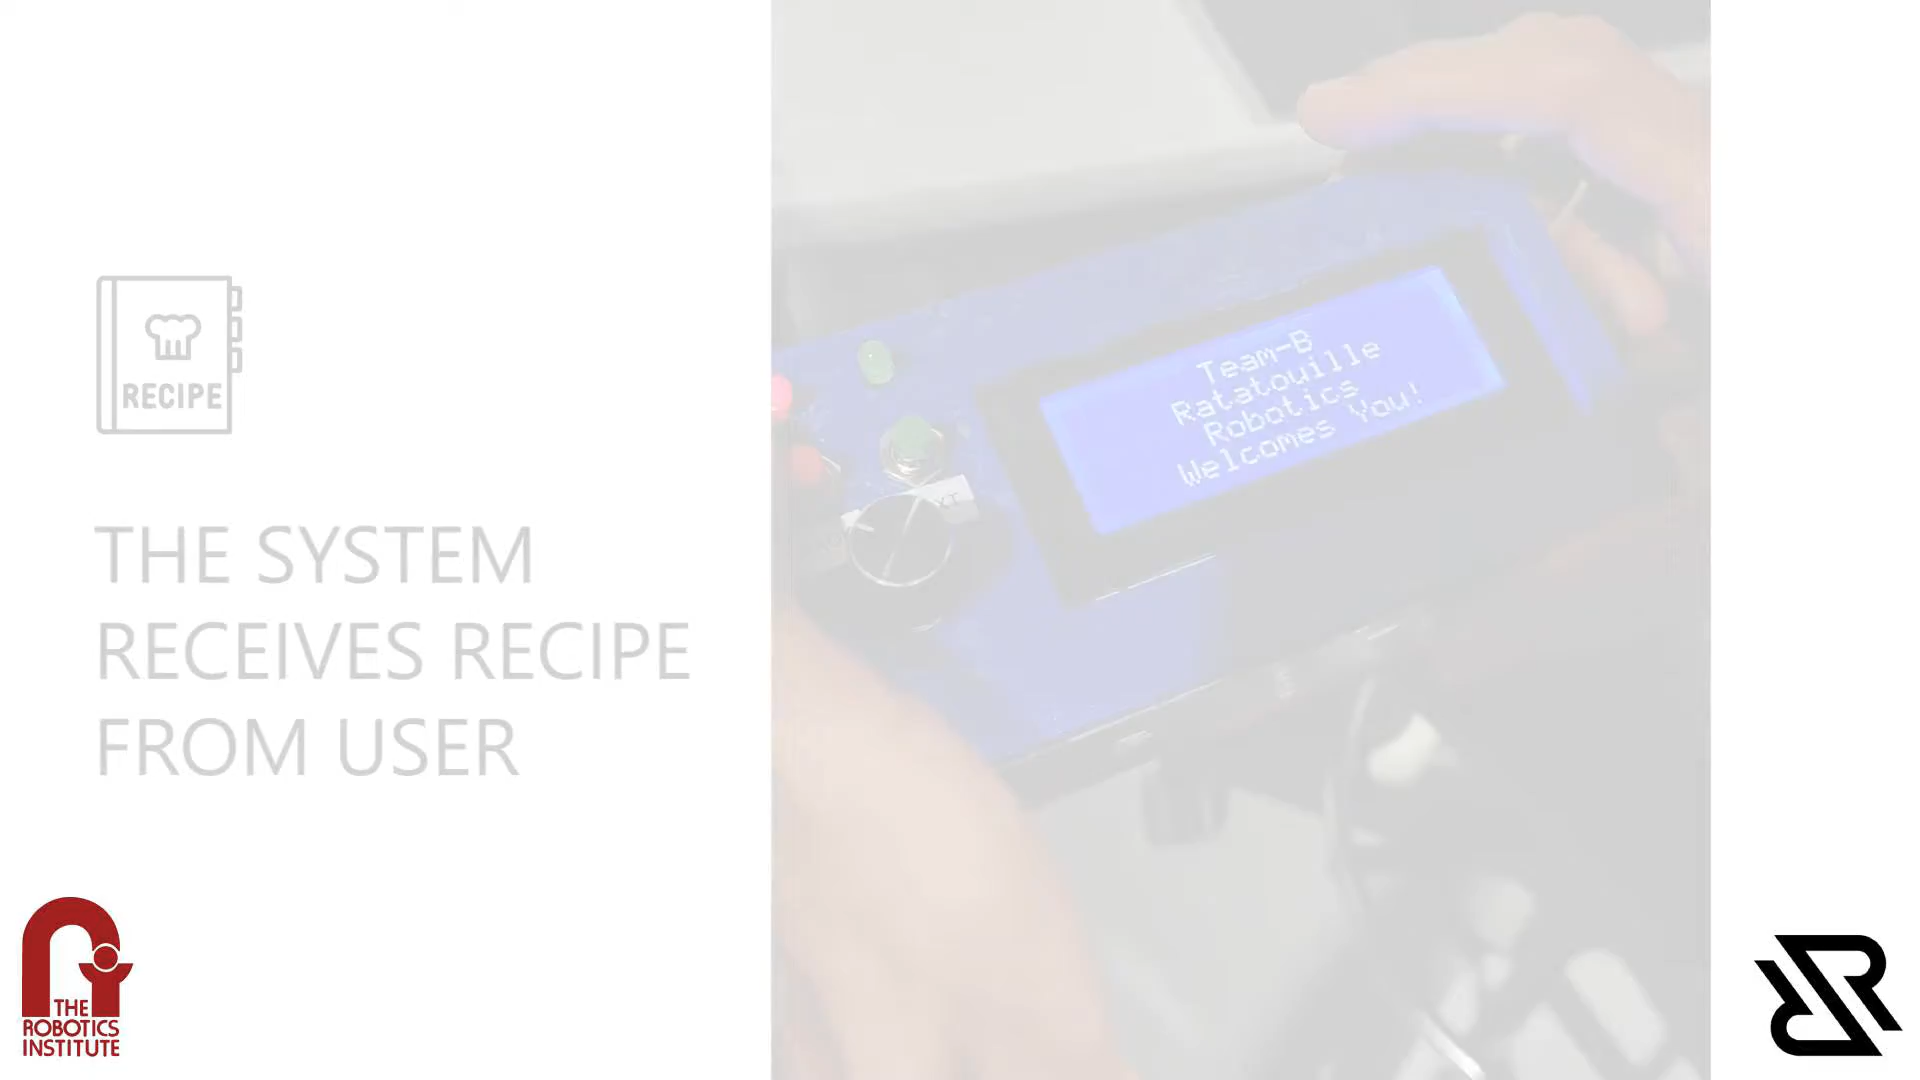 RECIPE
THE SYSTEM
RECEIVES RECIPE
FROM USER
Team-B
Ratatouille
Robotics
Welcomes You!
THE
ROBOTICS
INSTITUTE